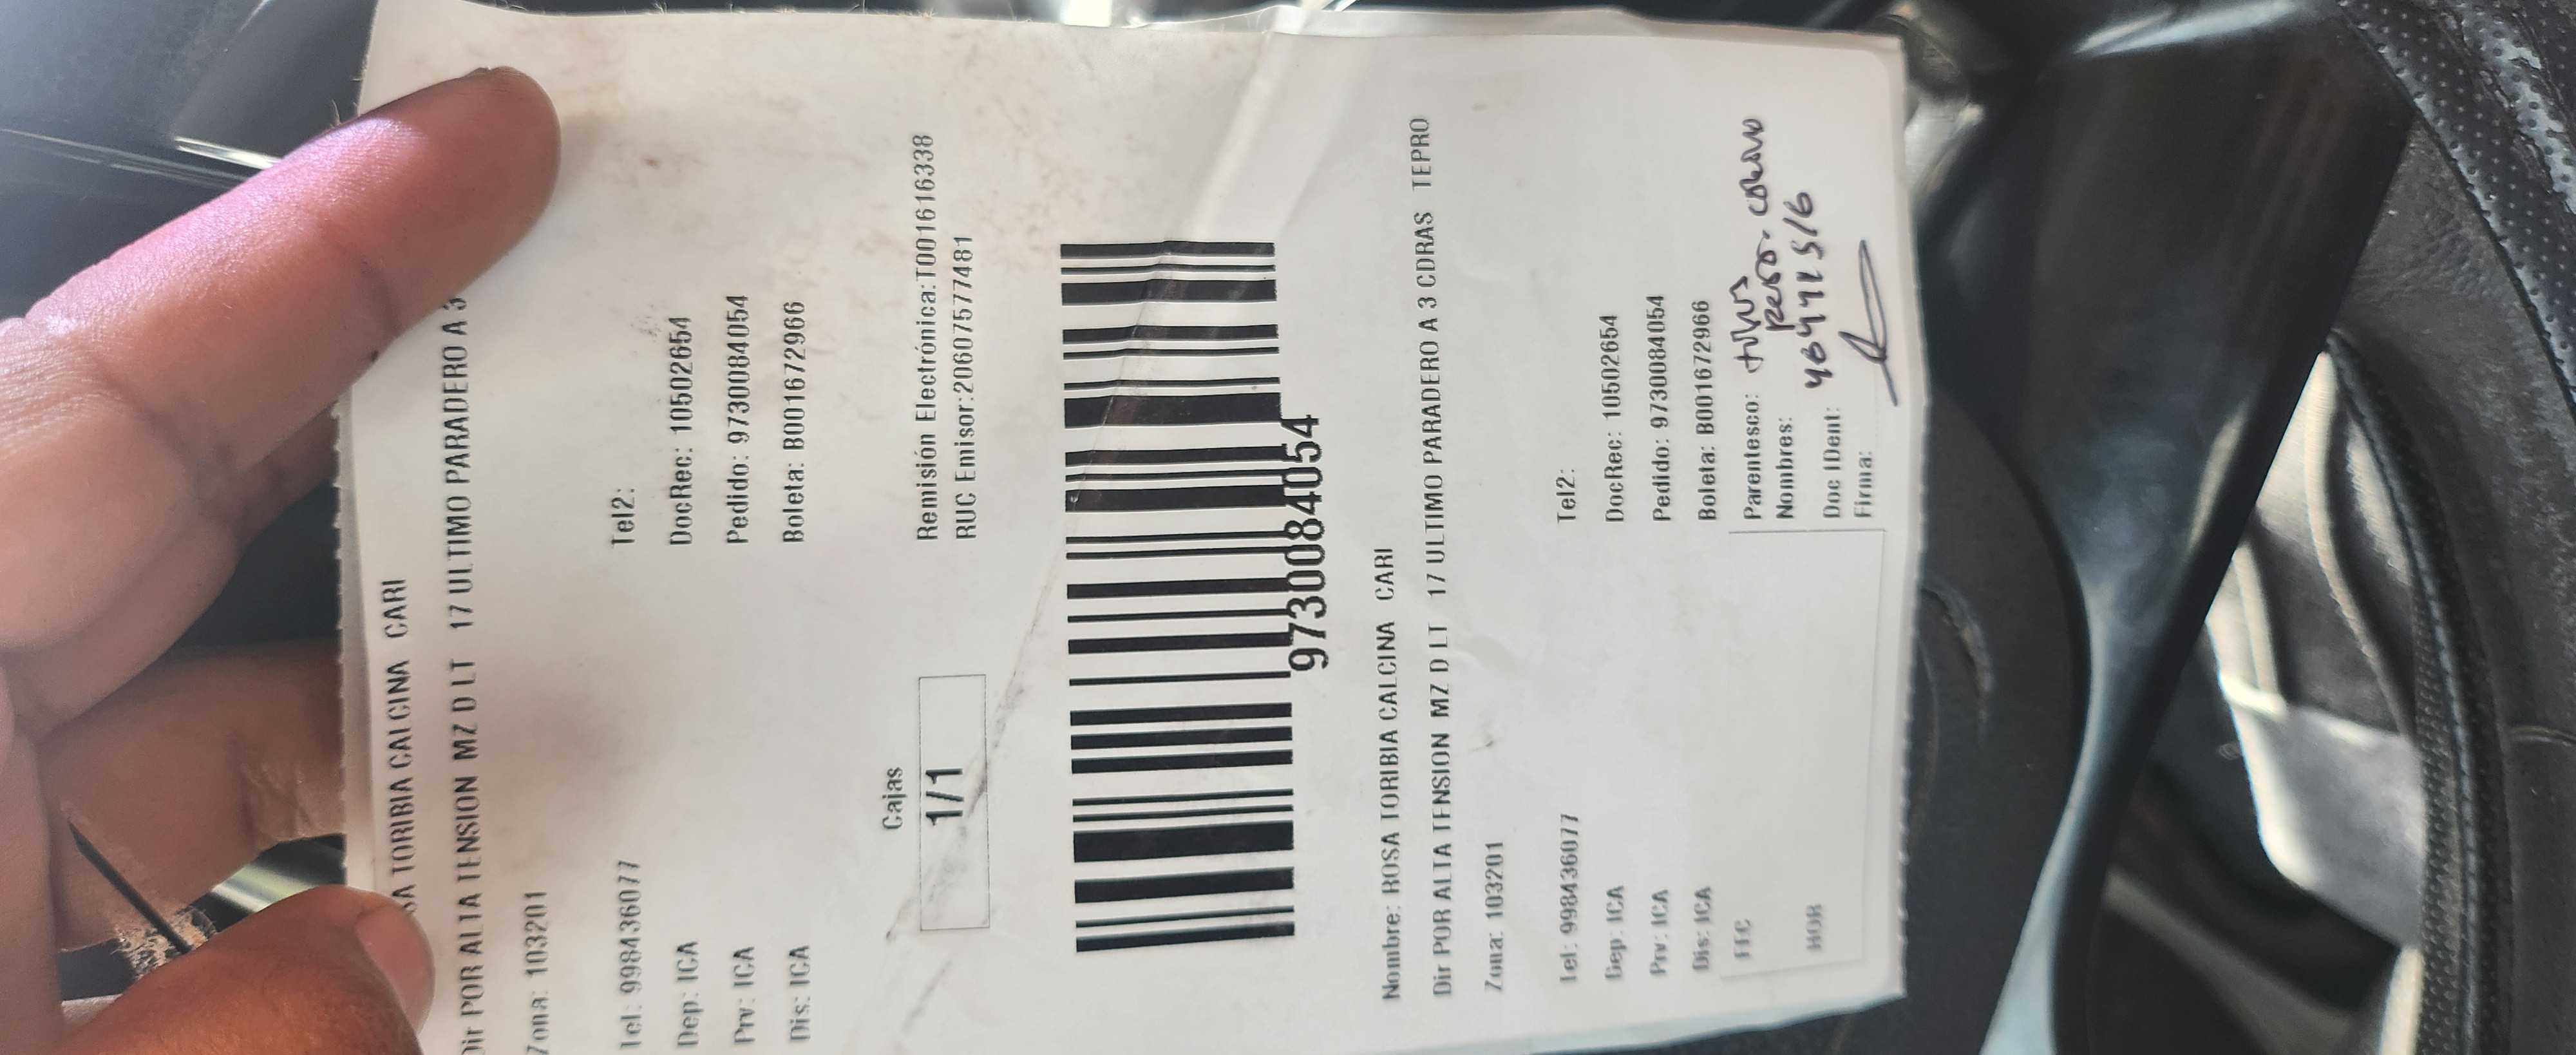 SA TORIBIA CALCINA CARI
Dir POR ALTA TENSION MZ D LT 17 ULTIMO PARADERO A 3
Zona: 103201
Tel: 998436077 Tel2:
Dep: ICA DocRec: 10502654
Prv: ICA Pedido: 9730084054
Dis: ICA Boleta: B001672966
Cajas
1/1
Remisión Electrónica:T001616338
RUC Emisor:20607577481
9730084054
Nombre: ROSA TORIBIA CALCINA CARI
Dir POR ALTA TENSION MZ D LT 17 ULTIMO PARADERO A 3 CDRAS TEPRO
Zona: 103201
Tel: 998436077 Tel2:
Dep: ICA DocRec: 10502654
Prv: ICA Pedido: 9730084054
Dis: ICA Boleta: B001672966
FEC
HOR
Parentesco:
Nombres:
Doc IDent:
Firma: